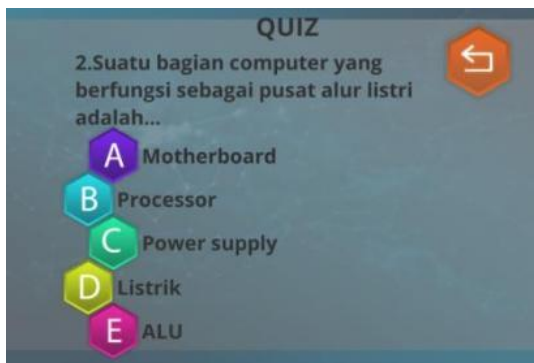 QUIZ
2.Suatu bagian computer yang
berfungsi sebagai pusat alur listri
adalah...
A Motherboard
B Processor
C Power supply
D Listrik
E ALU